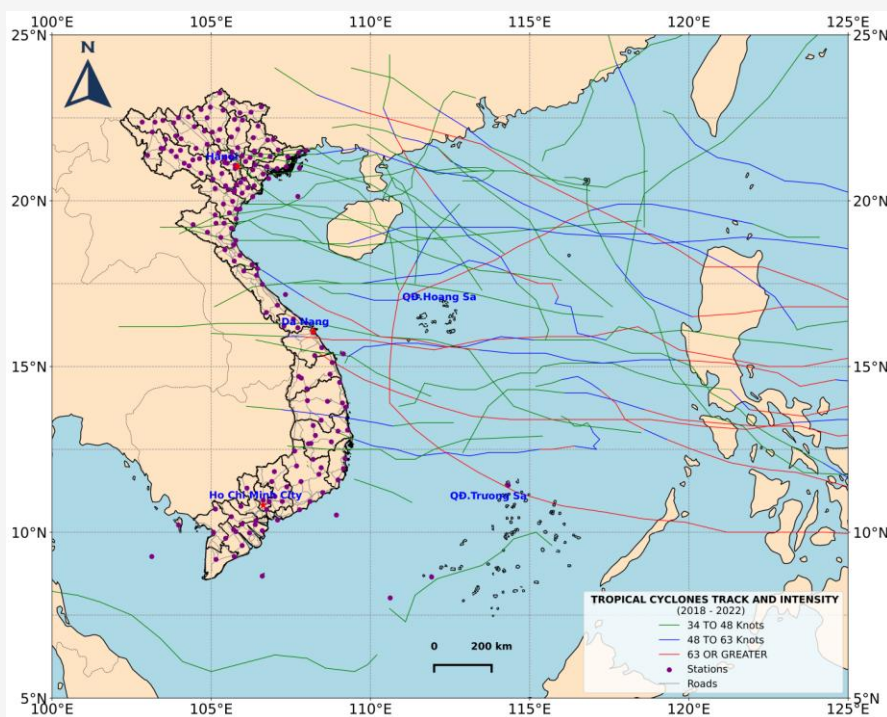 100°E 105°E 110°E 115°E 120°E 125°E
25°N 25°N
N
Hanoi
20°N 20°N
QĐ.Hoang Sa
Da Nang
15°N 15°N
Ho Chi Minh City
QĐ.Truong Sa
10°N 10°N
TROPICAL CYCLONES TRACK AND INTENSITY
(2018 - 2022)
34 TO 48 Knots
48 TO 63 Knots
63 OR GREATER
Stations
Roads
0 200 km
5°N 5°N
100°E 105°E 110°E 115°E 120°E 125°E